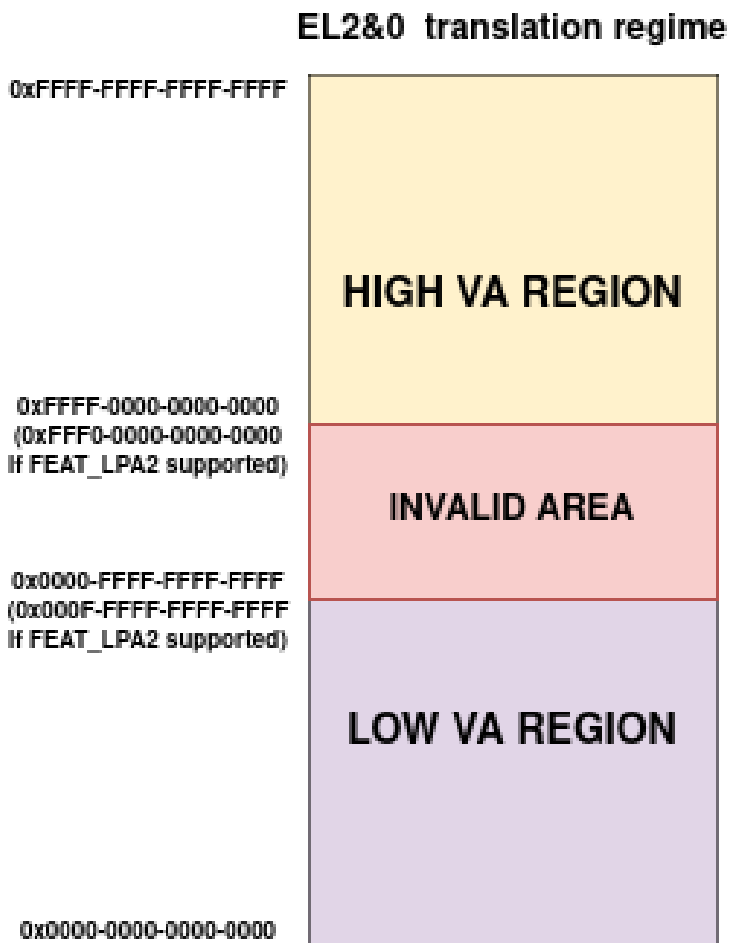 EL2&0 translation regime
0xFFFF-FFFF-FFFF-FFFF
HIGH VA REGION
0xFFFF-0000-0000-0000
(0xFFF0-0000-0000-0000
If FEAT_LPA2 supported)
INVALID AREA
0x0000-FFFF-FFFF-FFFF
(0x000F-FFFF-FFFF-FFFF
If FEAT_LPA2 supported)
LOW VA REGION
0x0000-0000-0000-0000